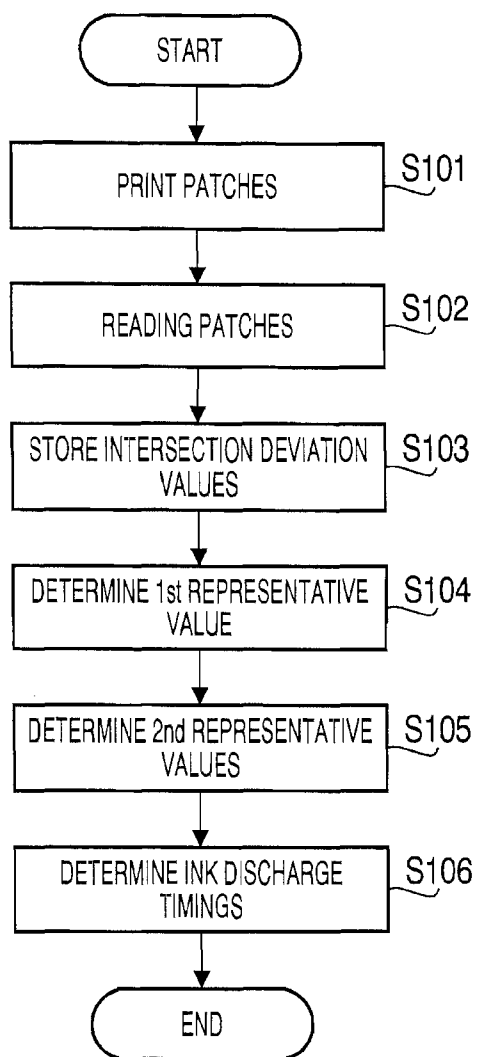 START
PRINT PATCHES
S101
READING PATCHES
S102
STORE INTERSECTION DEVIATION
VALUES
S103
DETERMINE 1st REPRESENTATIVE
VALUE
S104
DETERMINE 2nd REPRESENTATIVE
VALUES
S105
DETERMINE INK DISCHARGE
TIMINGS
S106
END